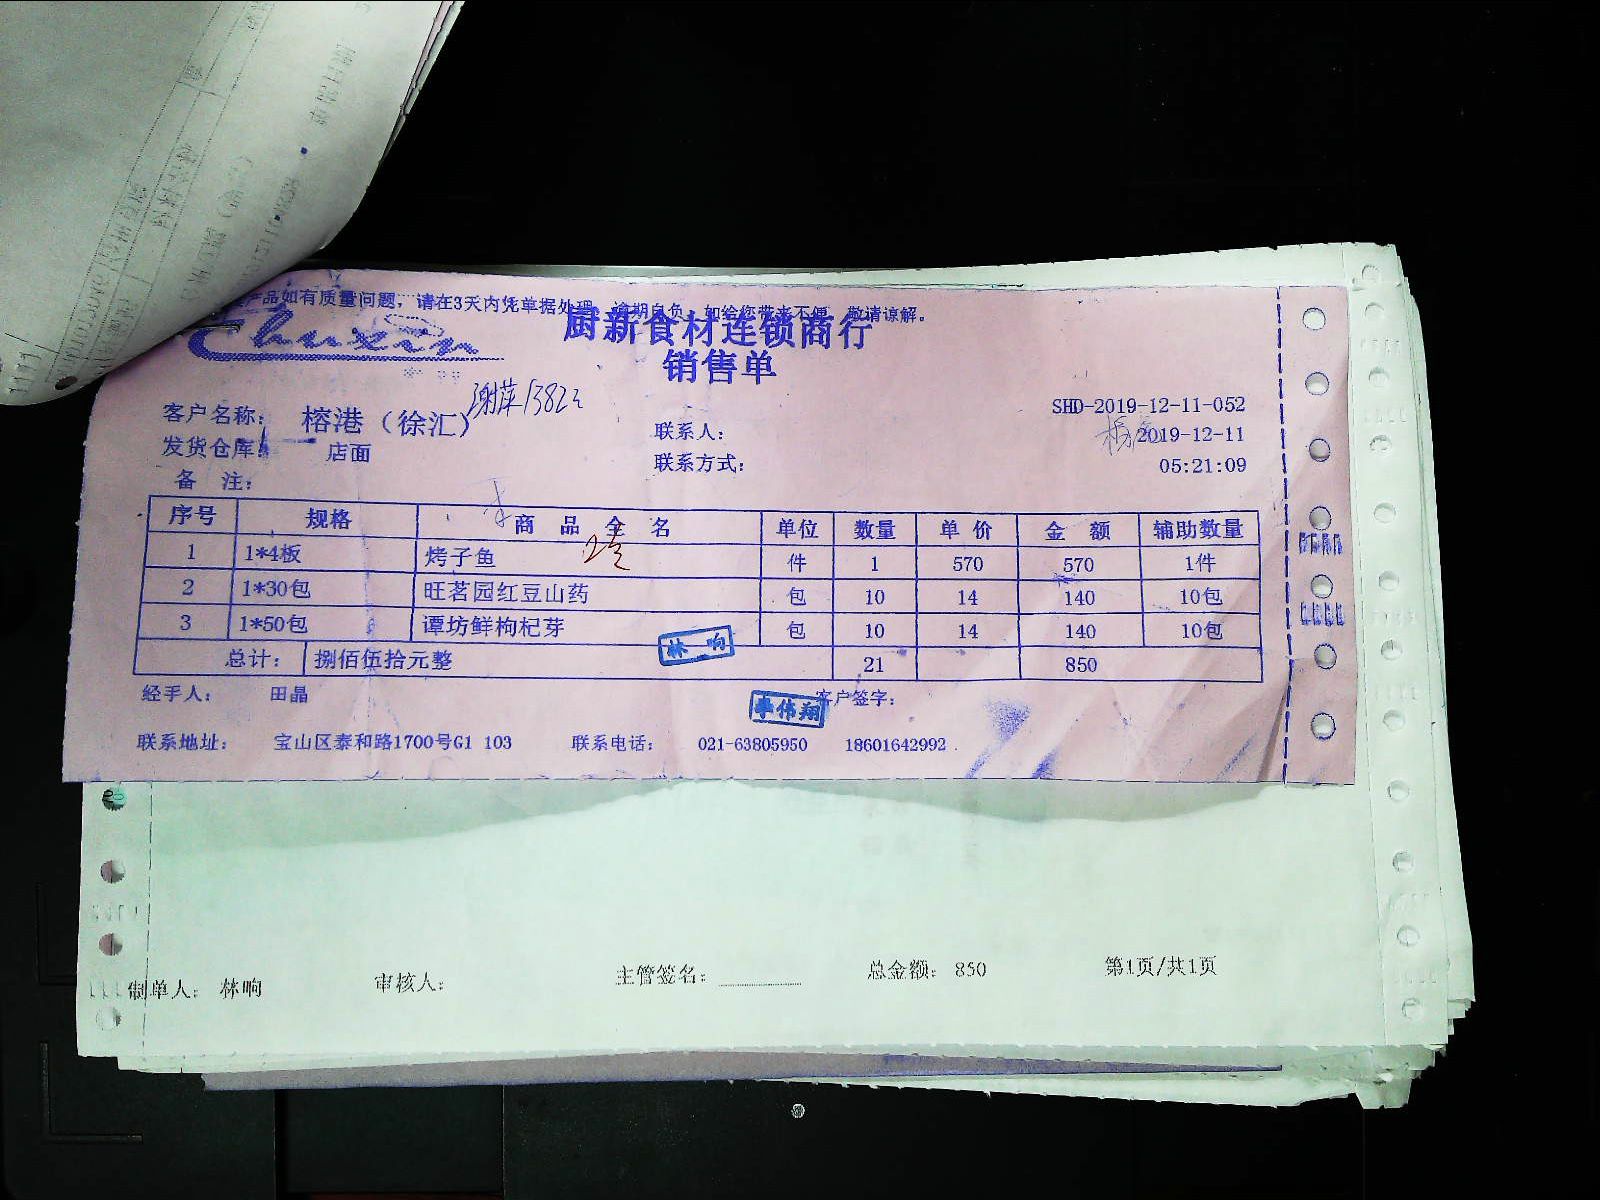 产品如有质量问题，请在3天内凭单据处理，逾期自负，如给您带来不便，敬请谅解。
Chuxin
厨新食材连锁商行
销售单
谢萍13823
客户名称： 榕港（徐汇） 联系人： SHD-2019-12-11-052
发货仓库： 店面 联系方式： 2019-12-11
备 注： 05:21:09
序号 规格 商 品 全 名 单位 数量 单 价 金 额 辅助数量
1 1*4板 烤子鱼 件 1 570 570 1件
2 1*30包 旺茗园红豆山药 包 10 14 140 10包
3 1*50包 谭坊鲜枸杞芽 包 10 14 140 10包
林 响
总计： 捌佰伍拾元整 21 850
经手人： 田晶 李伟翔 客户签字：
联系地址： 宝山区泰和路1700号G1 103 联系电话： 021-63805950 18601642992 .
制单人： 林响 审核人： 主管签名： 总金额： 850 第1页/共1页